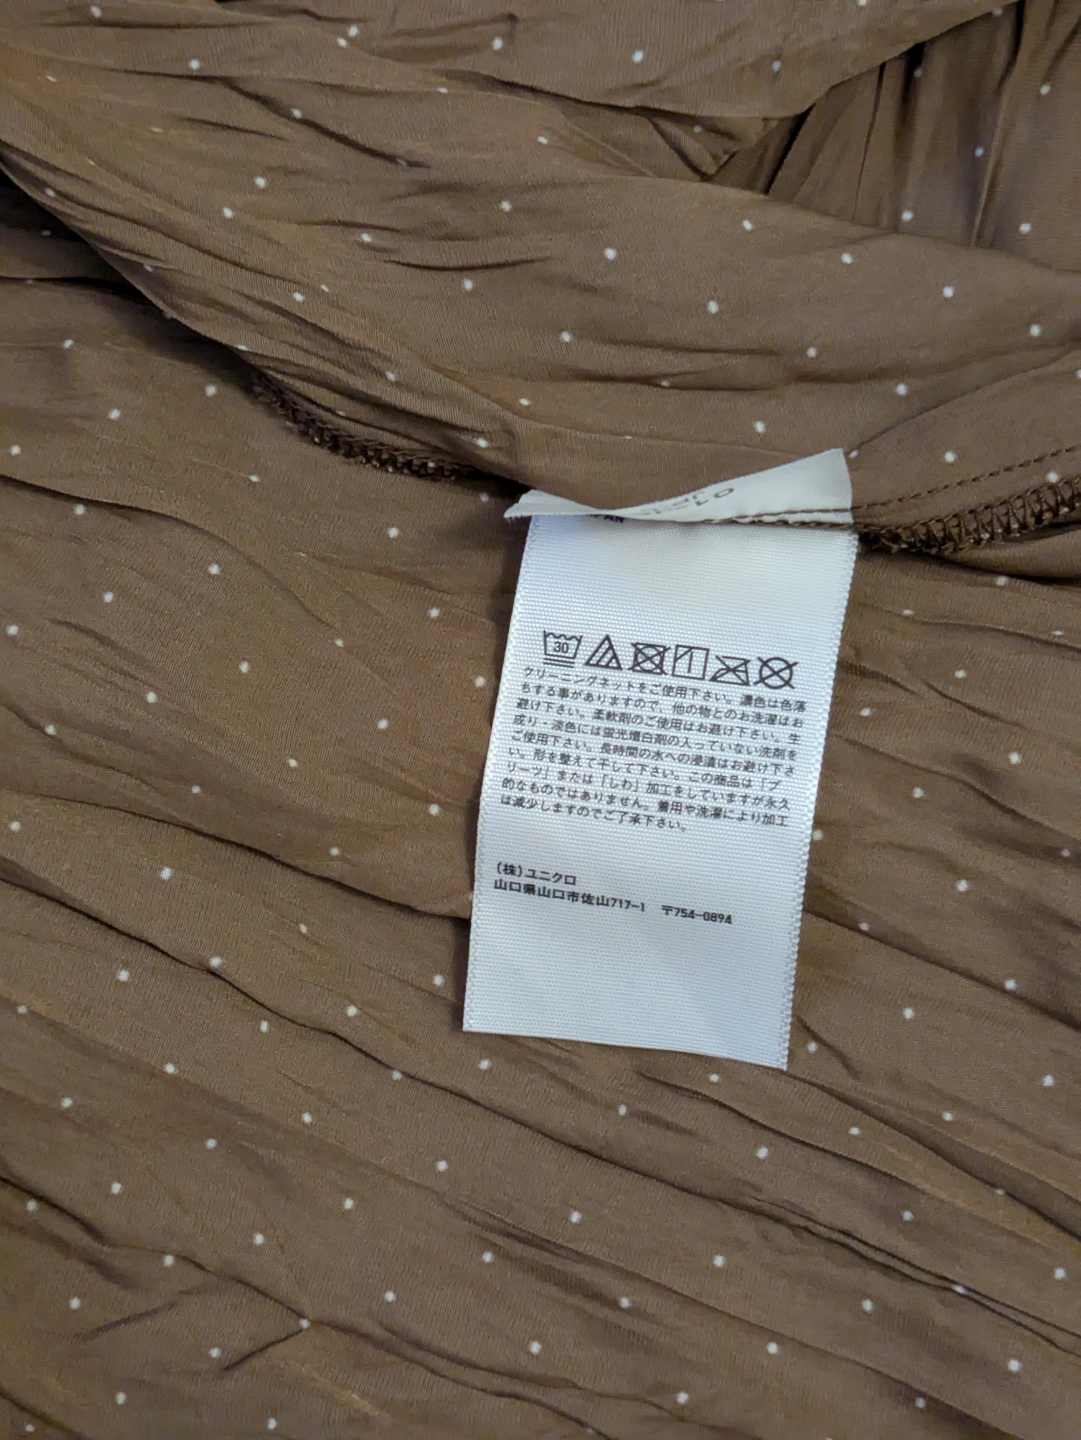 30
クリーニングネットをご使用下さい。濃色は色落
ちする事がありますので、他の物とのお洗濯はお
避け下さい。柔軟剤のご使用はお避け下さい。生
成り・淡色には蛍光増白剤の入っていない洗剤を
ご使用下さい。長時間の水への浸漬はお避け下さ
い。形を整えて干して下さい。この商品は「プ
リーツ」または「しわ」加工をしていますが永久
的なものではありません。着用や洗濯により加工
は減少しますのでご了承下さい。
(株)ユニクロ
山口県山口市佐山717-1 〒754-0894